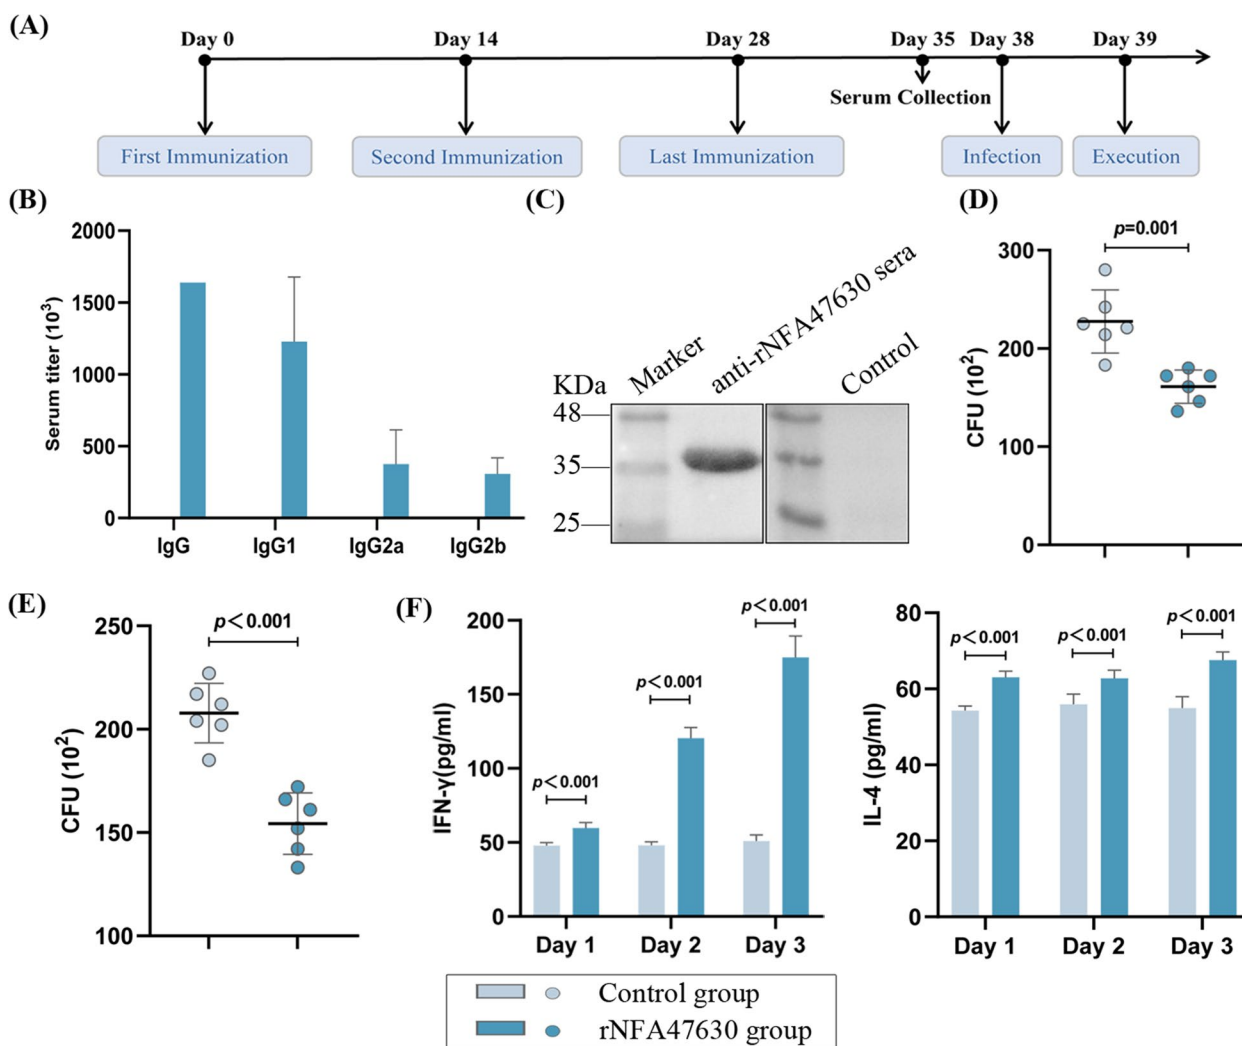 (A)
Day 0 Day 14 Day 28 Day 35 Day 38 Day 39
Serum Collection
First Immunization Second Immunization Last Immunization Infection Execution
(B)
Serum titer (10³)
2000
1500
1000
500
0
IgG IgG1 IgG2a IgG2b
(C)
KDa Marker anti-rNFA47630 sera Control
48
35
25
(D)
p=0.001
CFU (10²)
300
200
100
0
(E)
p<0.001
CFU (10²)
250
200
150
100
(F)
IFN-γ(pg/ml)
200
150
100
50
0
p<0.001
p<0.001
p<0.001
Day 1 Day 2 Day 3
IL-4 (pg/ml)
80
60
40
20
0
p<0.001 p<0.001 p<0.001
Day 1 Day 2 Day 3
Control group
rNFA47630 group